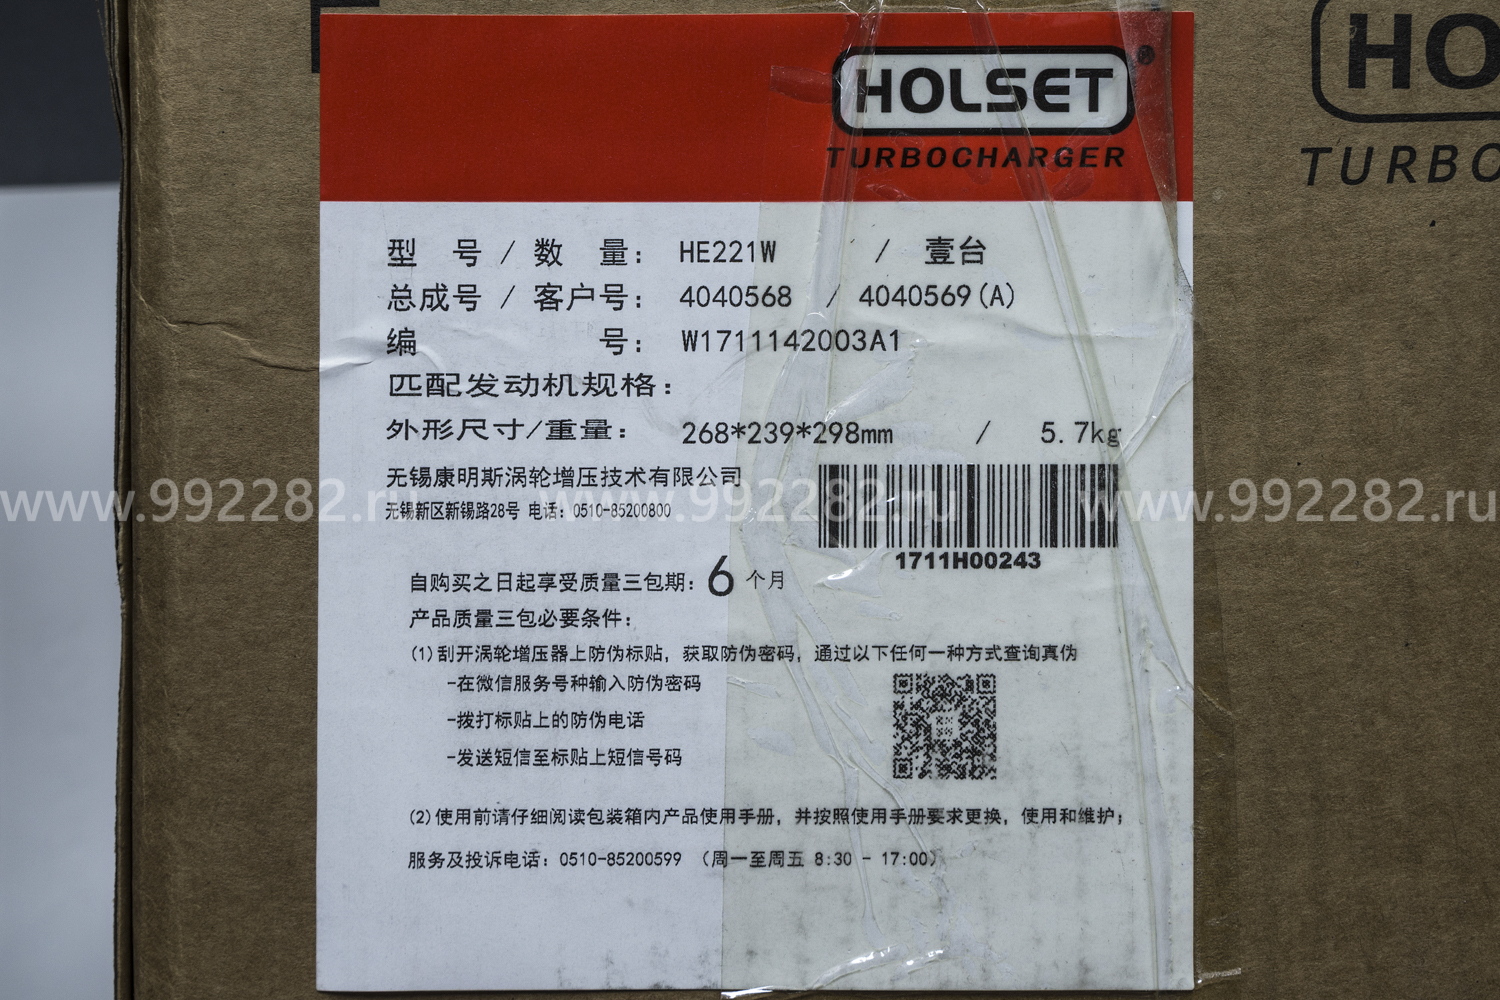 HOLSET
®
TURBOCHARGER
HO
TURBO
型 号 / 数 量： HE221W / 壹台
总成号 / 客户号： 4040568 / 4040569(A)
编 号： W1711142003A1
匹配发动机规格：
外形尺寸/重量： 268*239*298mm / 5.7kg
无锡康明斯涡轮增压技术有限公司
www.992282.ru www.992282.ru www.992282.ru
无锡新区新锡路28号 电话：0510-85200800
1711H00243
自购买之日起享受质量三包期：6 个月
产品质量三包必要条件：
(1)刮开涡轮增压器上防伪标贴，获取防伪密码，通过以下任何一种方式查询真伪
-在微信服务号种输入防伪密码
-拨打标贴上的防伪电话
-发送短信至标贴上短信号码
(2)使用前请仔细阅读包装箱内产品使用手册，并按照使用手册要求更换，使用和维护；
服务及投诉电话：0510-85200599 （周一至周五 8:30 - 17:00）